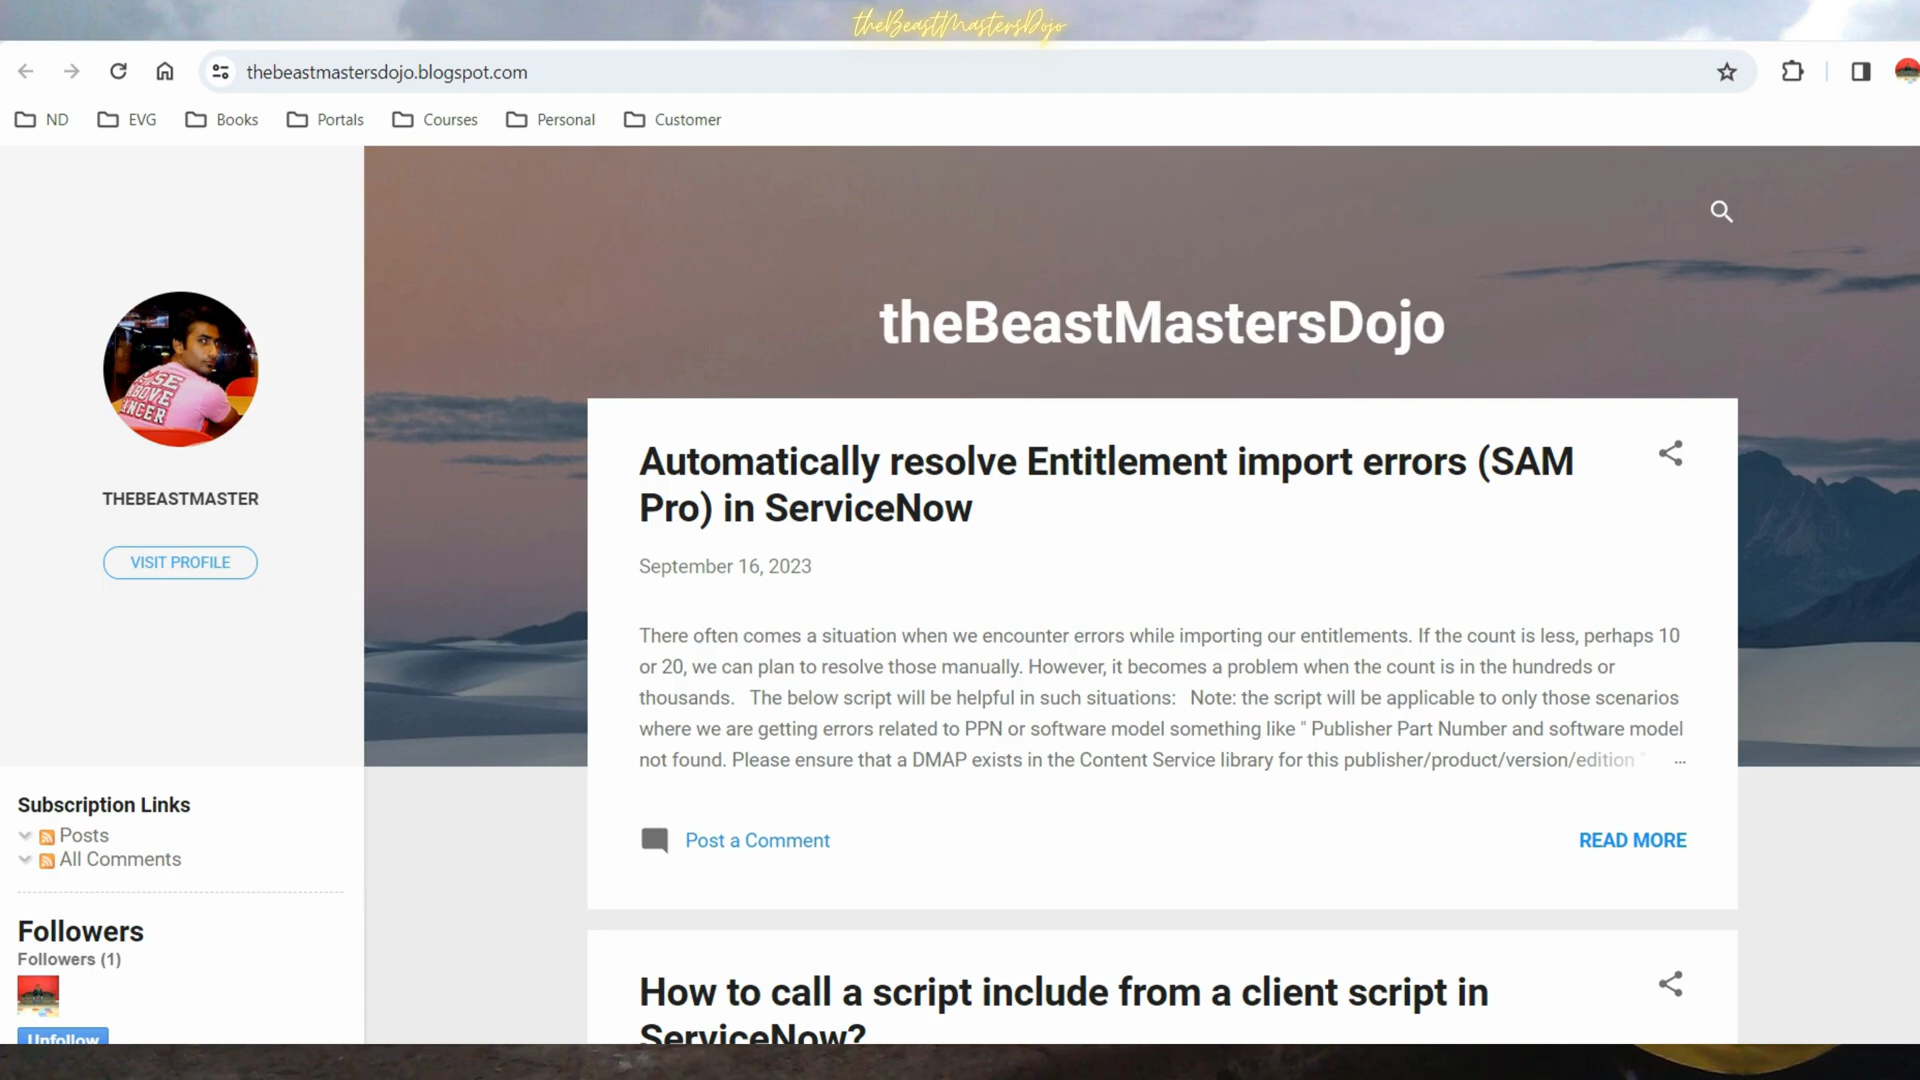 theBeastMastersDojo
thebeastmastersdojo.blogspot.com
ND EVG Books Portals Courses Personal Customer
theBeastMastersDojo
SE
ABOVE
ANCER
THEBEASTMASTER
VISIT PROFILE
Automatically resolve Entitlement import errors (SAM
Pro) in ServiceNow
September 16, 2023
There often comes a situation when we encounter errors while importing our entitlements. If the count is less, perhaps 10
or 20, we can plan to resolve those manually. However, it becomes a problem when the count is in the hundreds or
thousands.   The below script will be helpful in such situations:   Note: the script will be applicable to only those scenarios
where we are getting errors related to PPN or software model something like " Publisher Part Number and software model
not found. Please ensure that a DMAP exists in the Content Service library for this publisher/product/version/edition " ...
Post a Comment
READ MORE
Subscription Links
Posts
All Comments
Followers
Followers (1)
Unfollow
How to call a script include from a client script in
ServiceNow?